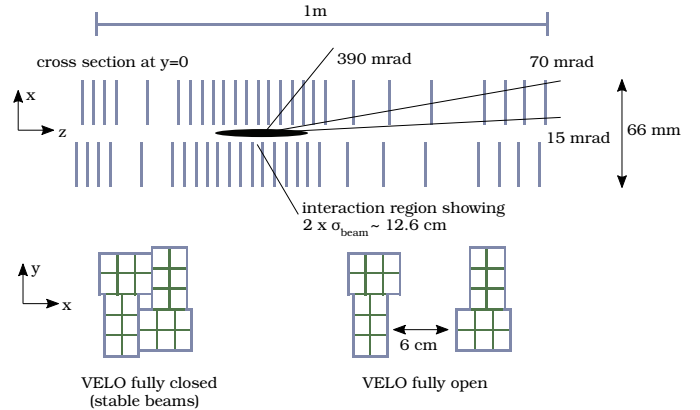 1m
cross section at y=0
390 mrad
70 mrad
x
z
66 mm
15 mrad
interaction region showing
2 x σbeam ~ 12.6 cm
y
x
6 cm
VELO fully closed
(stable beams)
VELO fully open